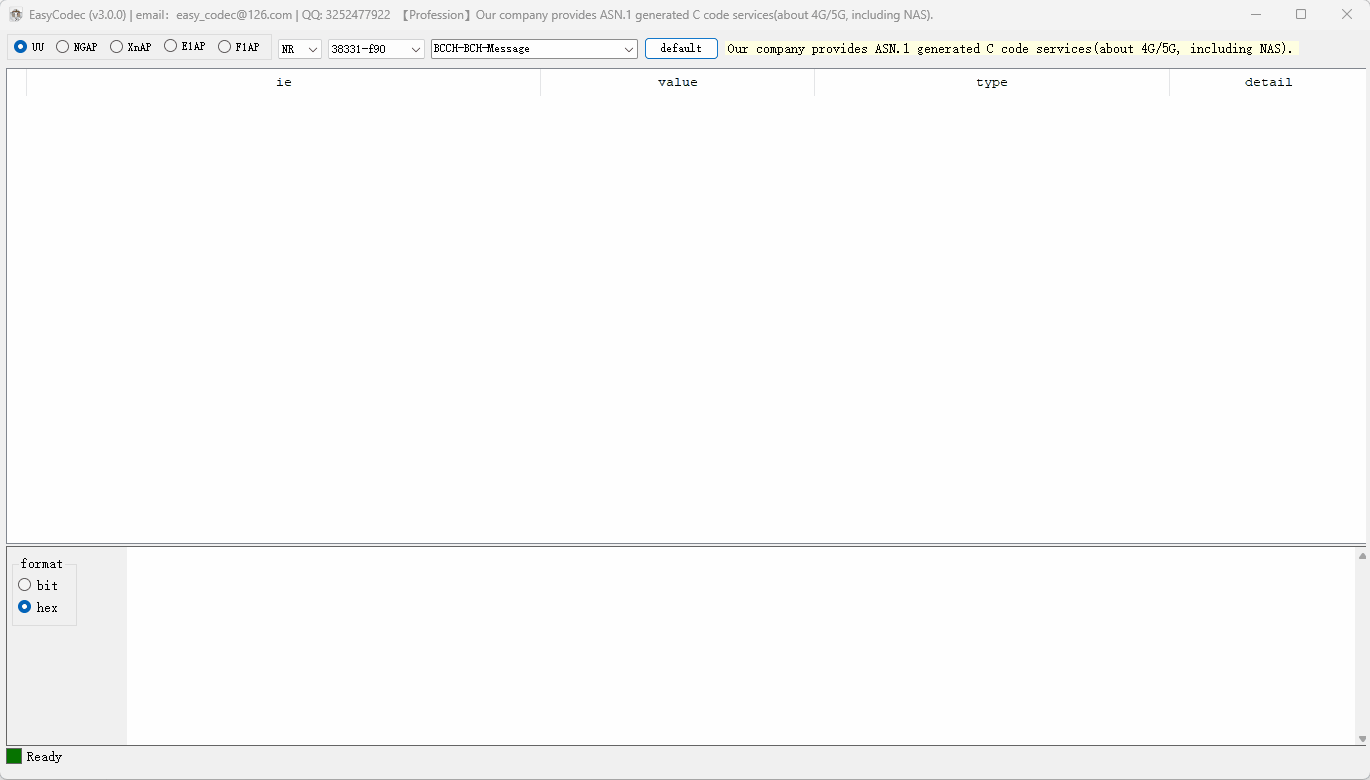 EasyCodec (v3.0.0) | email： easy_codec@126.com | QQ: 3252477922 【Profession】Our company provides ASN.1 generated C code services(about 4G/5G, including NAS).
UU NGAP XnAP E1AP F1AP NR 38331-f90 BCCH-BCH-Message default Our company provides ASN.1 generated C code services(about 4G/5G, including NAS).
ie value type detail
format
bit
hex
Ready